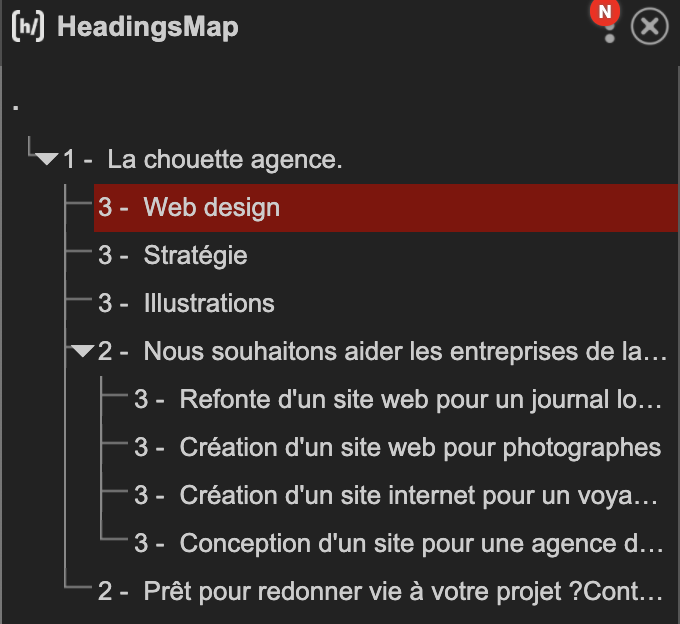 [h/] HeadingsMap
N
.
1 - La chouette agence.
3 - Web design
3 - Stratégie
3 - Illustrations
2 - Nous souhaitons aider les entreprises de la…
3 - Refonte d'un site web pour un journal lo…
3 - Création d'un site web pour photographes
3 - Création d'un site internet pour un voya…
3 - Conception d'un site pour une agence d…
2 - Prêt pour redonner vie à votre projet ?Cont…